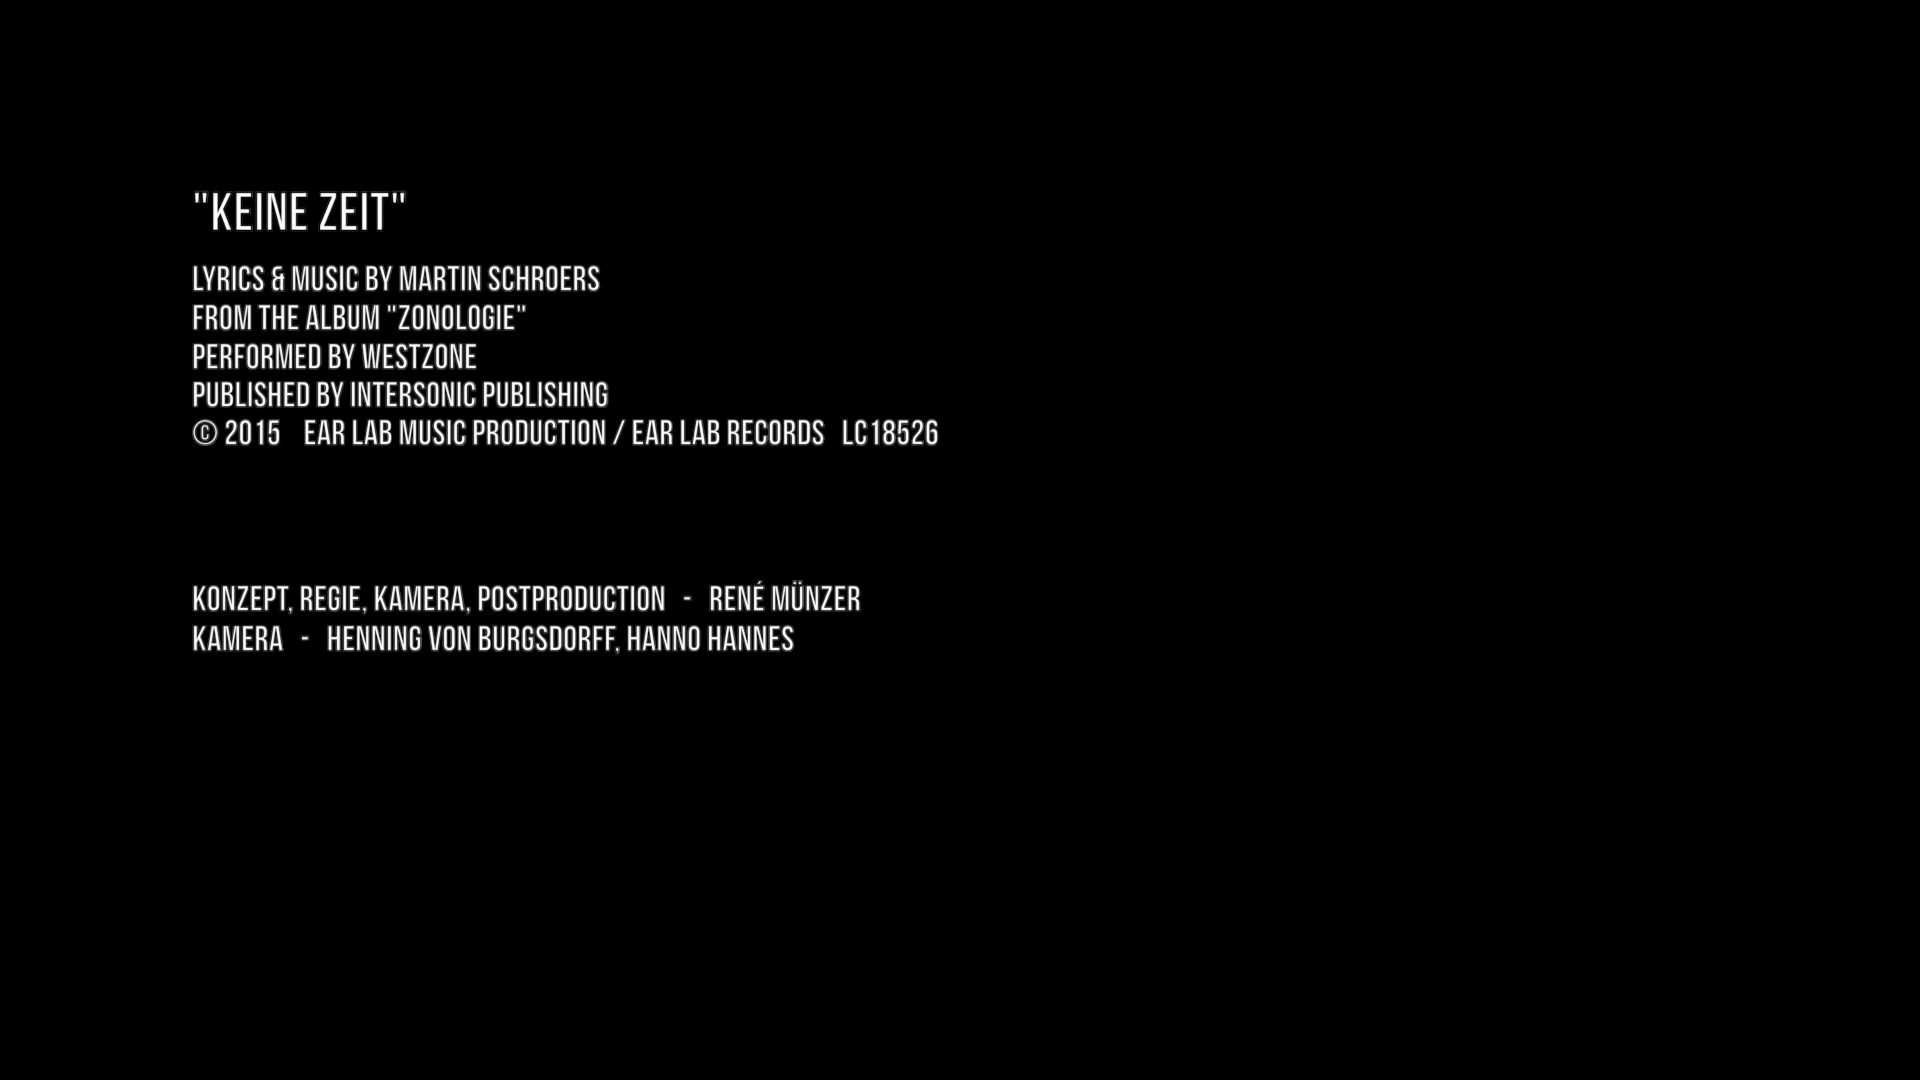 "KEINE ZEIT"
LYRICS & MUSIC BY MARTIN SCHROERS
FROM THE ALBUM "ZONOLOGIE"
PERFORMED BY WESTZONE
PUBLISHED BY INTERSONIC PUBLISHING
© 2015 EAR LAB MUSIC PRODUCTION / EAR LAB RECORDS LC18526
KONZEPT, REGIE, KAMERA, POSTPRODUCTION - RENÉ MÜNZER
KAMERA - HENNING VON BURGSDORFF, HANNO HANNES